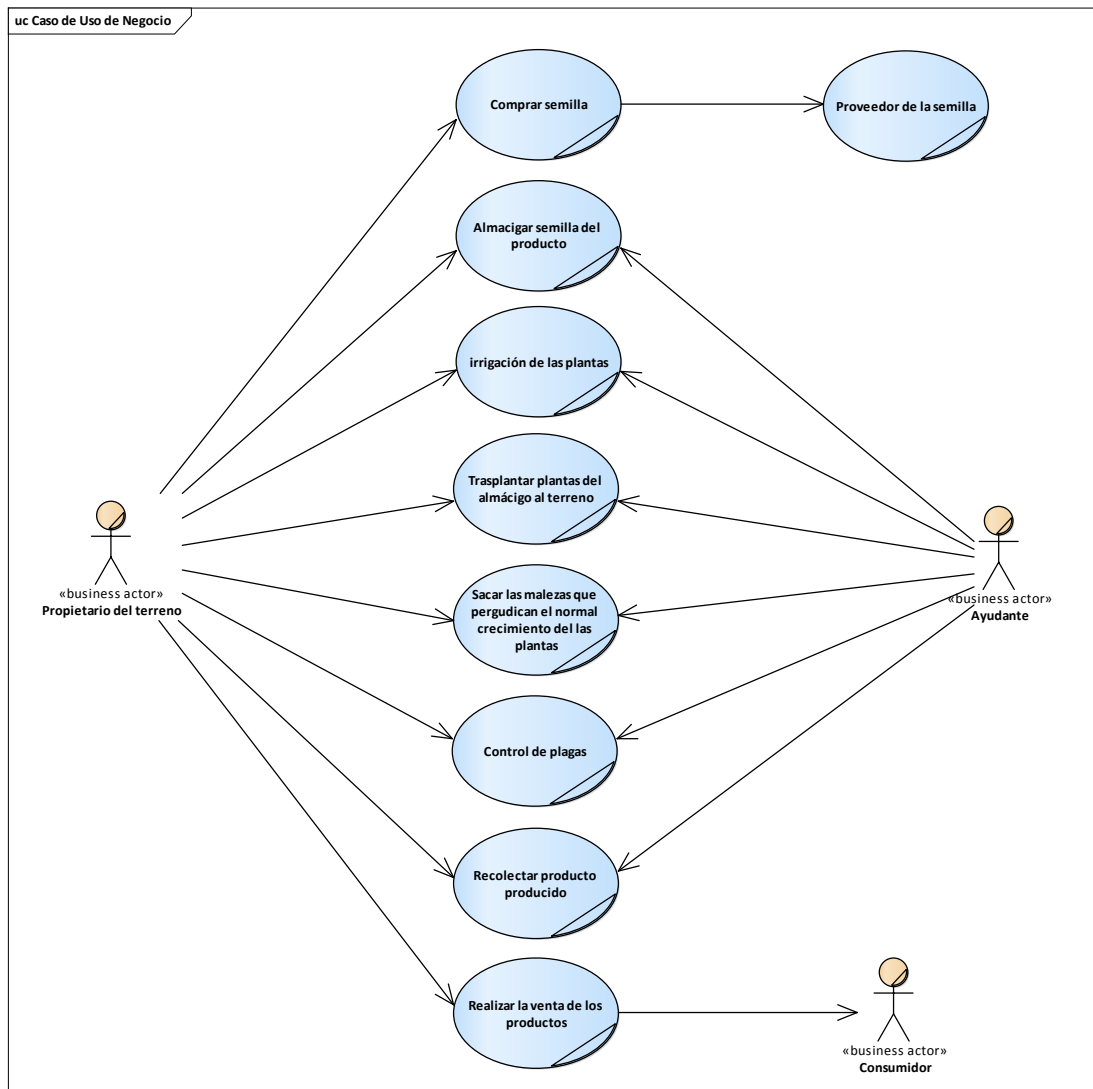 uc Caso de Uso de Negocio
Comprar semilla
Proveedor de la semilla
Almacigar semilla del
producto
irrigación de las plantas
Trasplantar plantas del
almácigo al terreno
«business actor»
Propietario del terreno
«business actor»
Ayudante
Sacar las malezas que
pergudican el normal
crecimiento del las
plantas
Control de plagas
Recolectar producto
producido
Realizar la venta de los
productos
«business actor»
Consumidor